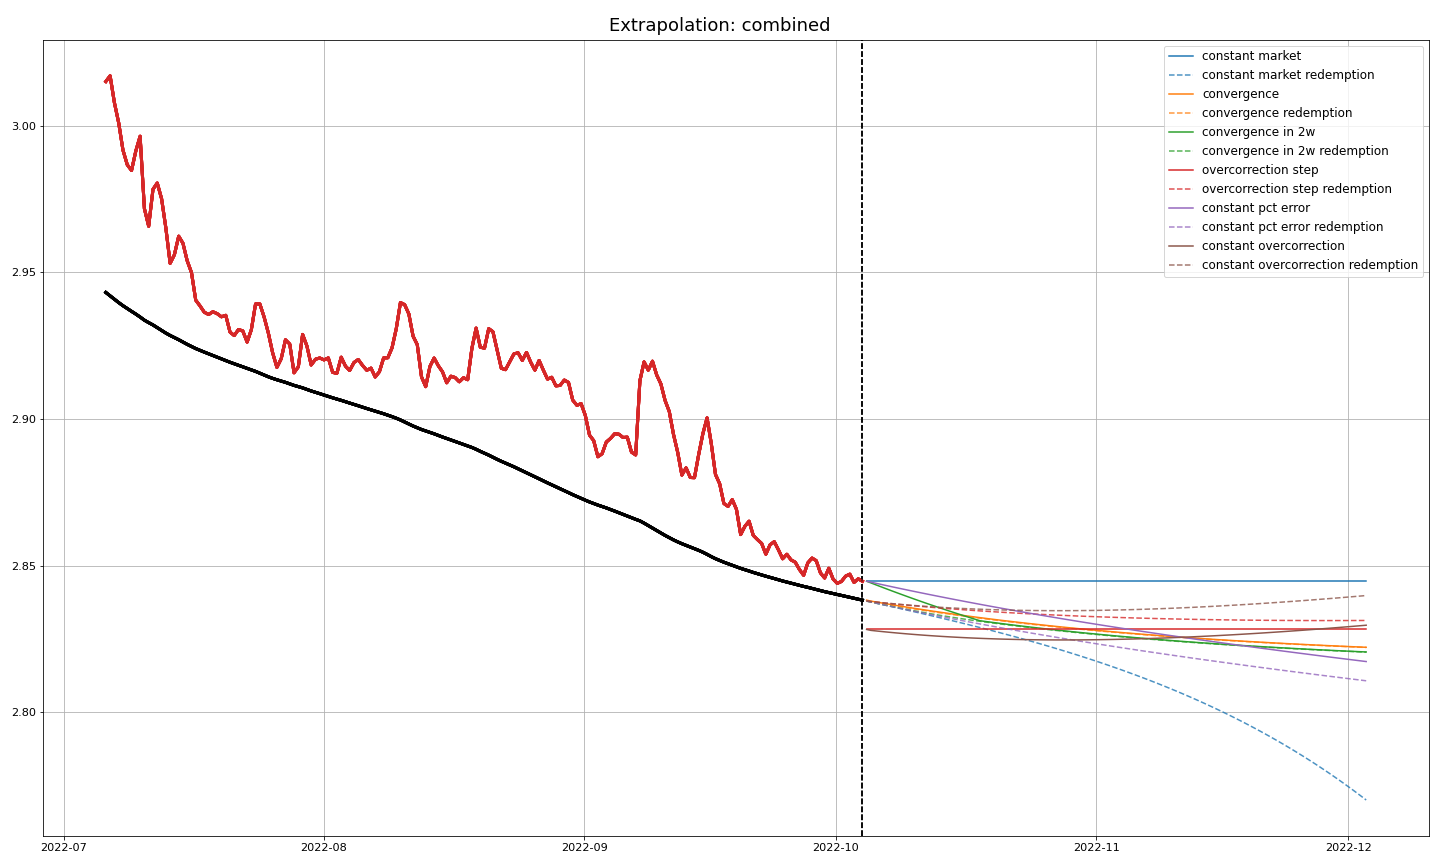 Extrapolation: combined
constant market
constant market redemption
convergence
convergence redemption
convergence in 2w
convergence in 2w redemption
overcorrection step
overcorrection step redemption
constant pct error
constant pct error redemption
constant overcorrection
constant overcorrection redemption
3.00
2.95
2.90
2.85
2.80
2022-07
2022-08
2022-09
2022-10
2022-11
2022-12